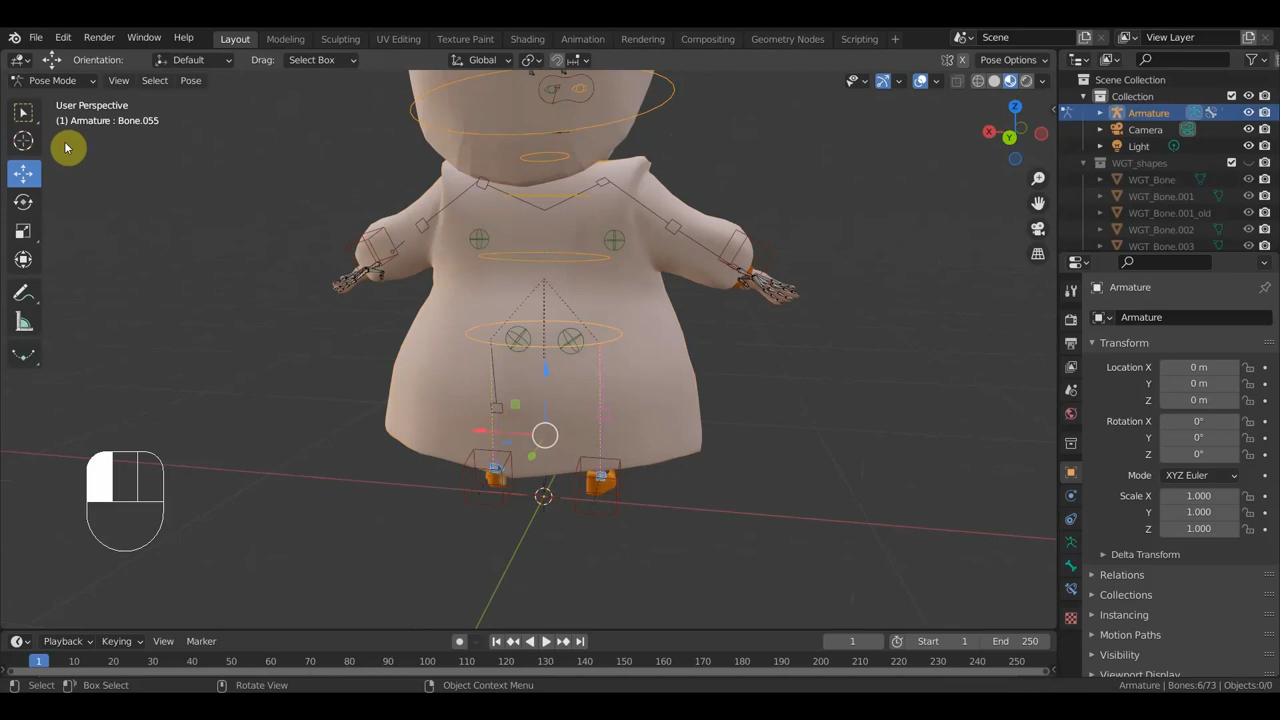 File Edit Render Window Help Layout Modeling Sculpting UV Editing Texture Paint Shading Animation Rendering Compositing Geometry Nodes Scripting + Scene View Layer
Orientation: Default Drag: Select Box Global Pose Options
Pose Mode View Select Pose
User Perspective
(1) Armature : Bone.055
X
Y
Z
Scene Collection
Collection
Armature
Camera
Light
WGT_shapes
WGT_Bone
WGT_Bone.001
WGT_Bone.001_old
WGT_Bone.002
WGT_Bone.003
Armature
Armature
Transform
Location X 0 m
Y 0 m
Z 0 m
Rotation X 0°
Y 0°
Z 0°
Mode XYZ Euler
Scale X 1.000
Y 1.000
Z 1.000
Delta Transform
Relations
Collections
Instancing
Motion Paths
Visibility
Viewport Display
Playback Keying View Marker 1 Start 1 End 250
1 10 20 30 40 50 60 70 80 90 100 110 120 130 140 150 160 170 180 190 200 210 220 230 240 250
Select Box Select Rotate View Object Context Menu Armature | Bones:6/73 | Objects:0/0